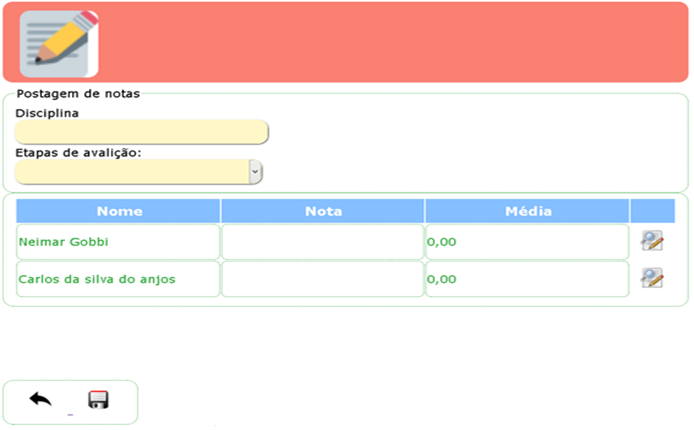 Postagem de notas
Disciplina
Etapas de avalição:
Nome Nota Média
Neimar Gobbi 0,00
Carlos da silva do anjos 0,00